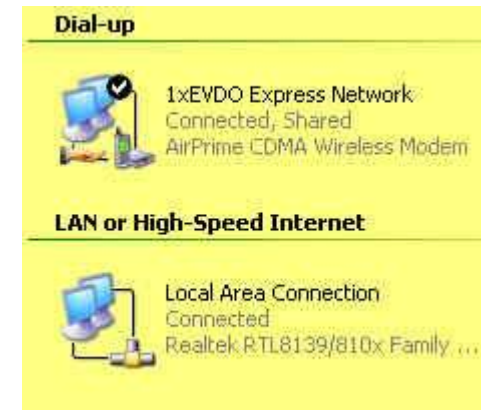 Dial-up
1xEVDO Express Network
Connected, Shared
AirPrime CDMA Wireless Modem
LAN or High-Speed Internet
Local Area Connection
Connected
Realtek RTL8139/810x Family ...